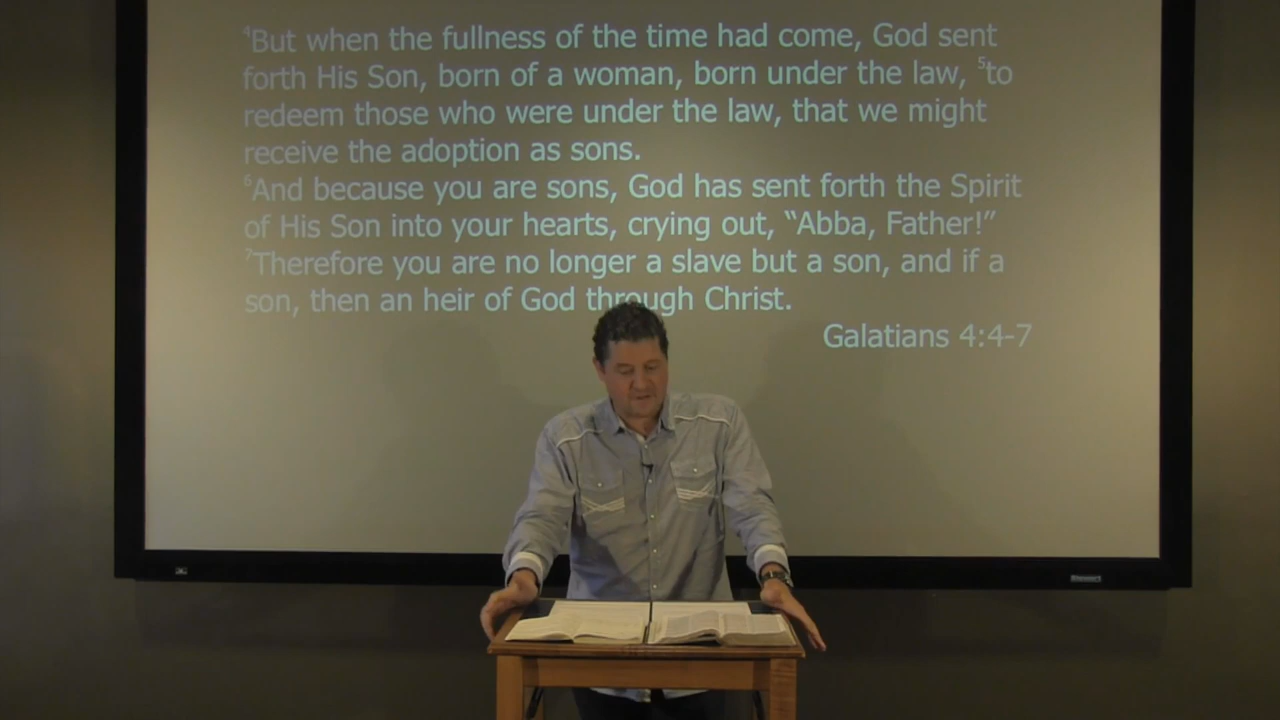 ⁴But when the fullness of the time had come, God sent
forth His Son, born of a woman, born under the law, ⁵to
redeem those who were under the law, that we might
receive the adoption as sons.
⁶And because you are sons, God has sent forth the Spirit
of His Son into your hearts, crying out, “Abba, Father!”
⁷Therefore you are no longer a slave but a son, and if a
son, then an heir of God through Christ.
Galatians 4:4-7